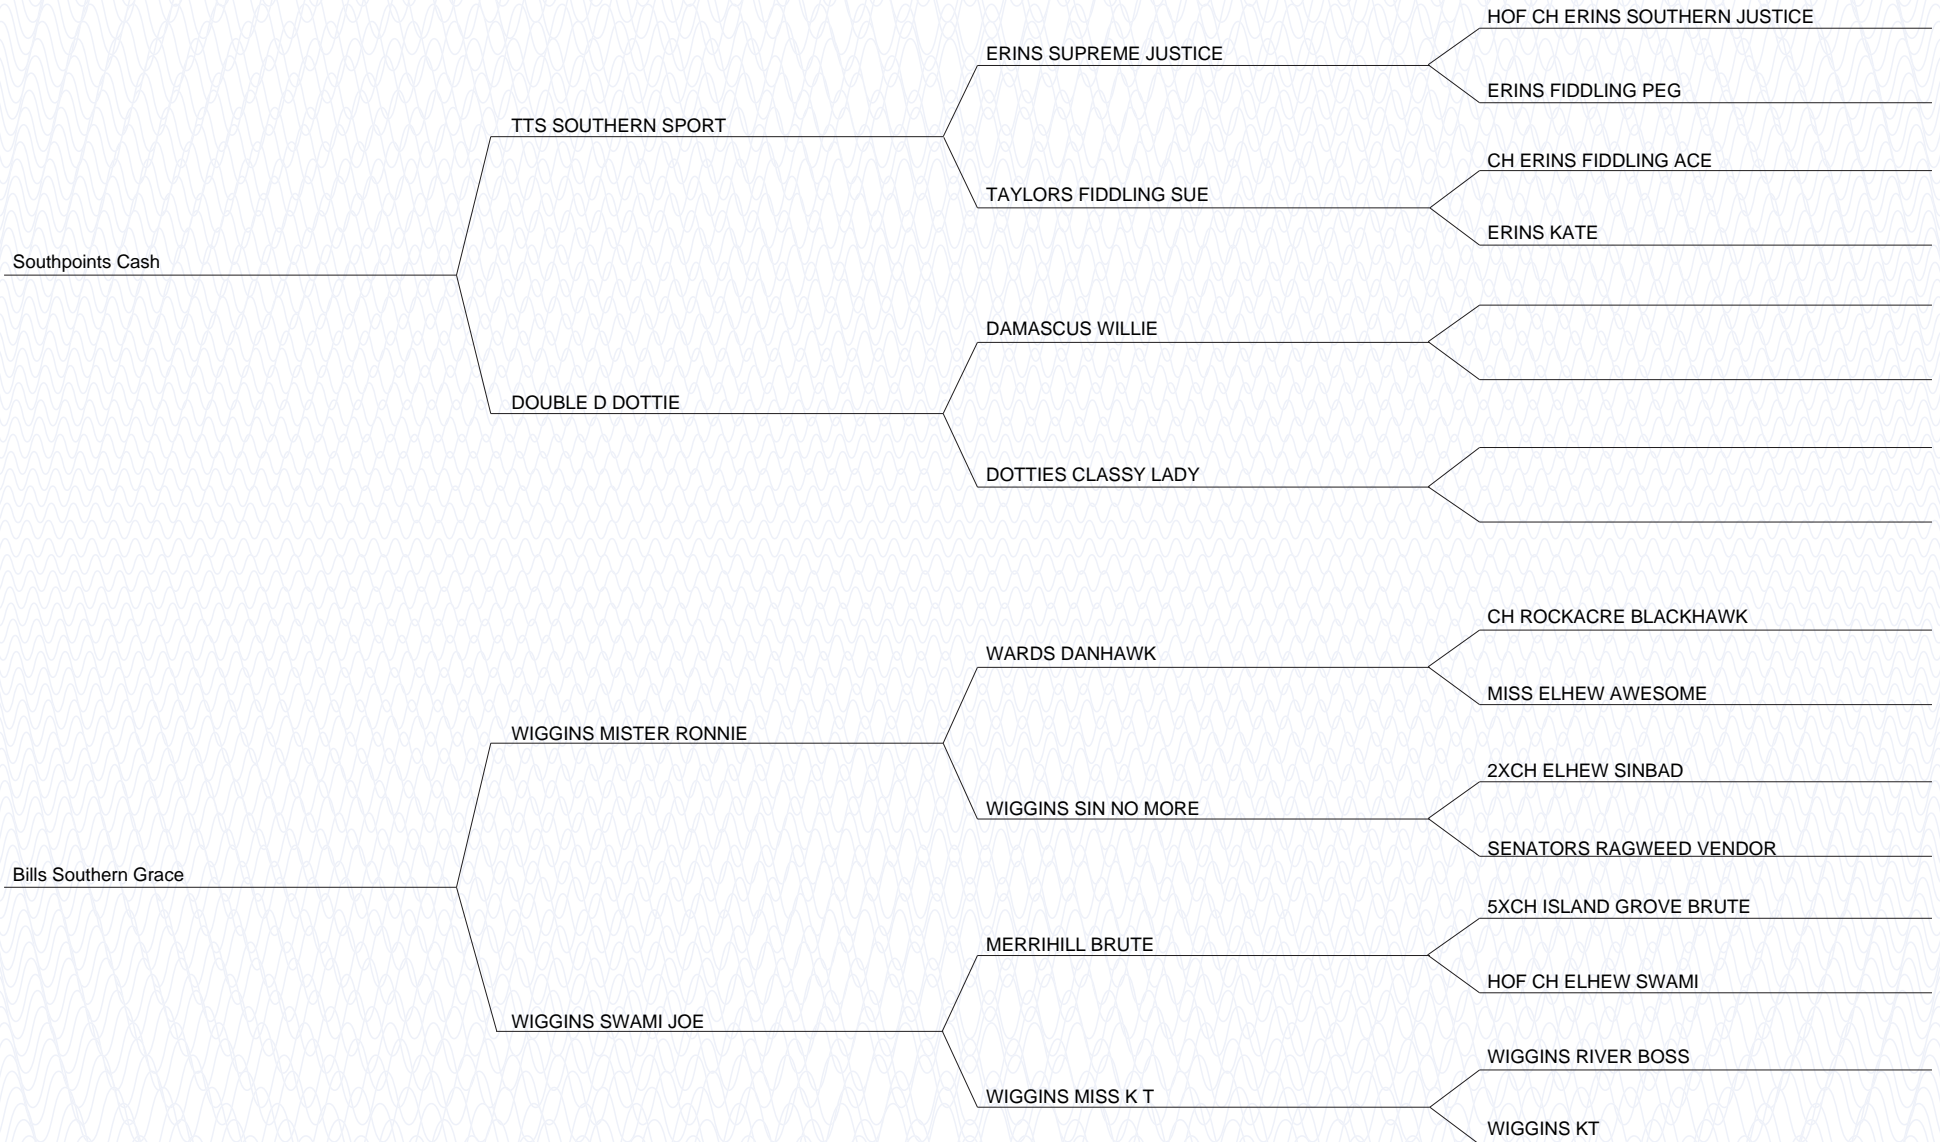 HOF CH ERINS SOUTHERN JUSTICE
ERINS SUPREME JUSTICE
ERINS FIDDLING PEG
TTS SOUTHERN SPORT
CH ERINS FIDDLING ACE
TAYLORS FIDDLING SUE
ERINS KATE
Southpoints Cash
DAMASCUS WILLIE
DOUBLE D DOTTIE
DOTTIES CLASSY LADY
CH ROCKACRE BLACKHAWK
WARDS DANHAWK
MISS ELHEW AWESOME
WIGGINS MISTER RONNIE
2XCH ELHEW SINBAD
WIGGINS SIN NO MORE
SENATORS RAGWEED VENDOR
Bills Southern Grace
5XCH ISLAND GROVE BRUTE
MERRIHILL BRUTE
HOF CH ELHEW SWAMI
WIGGINS SWAMI JOE
WIGGINS RIVER BOSS
WIGGINS MISS K T
WIGGINS KT